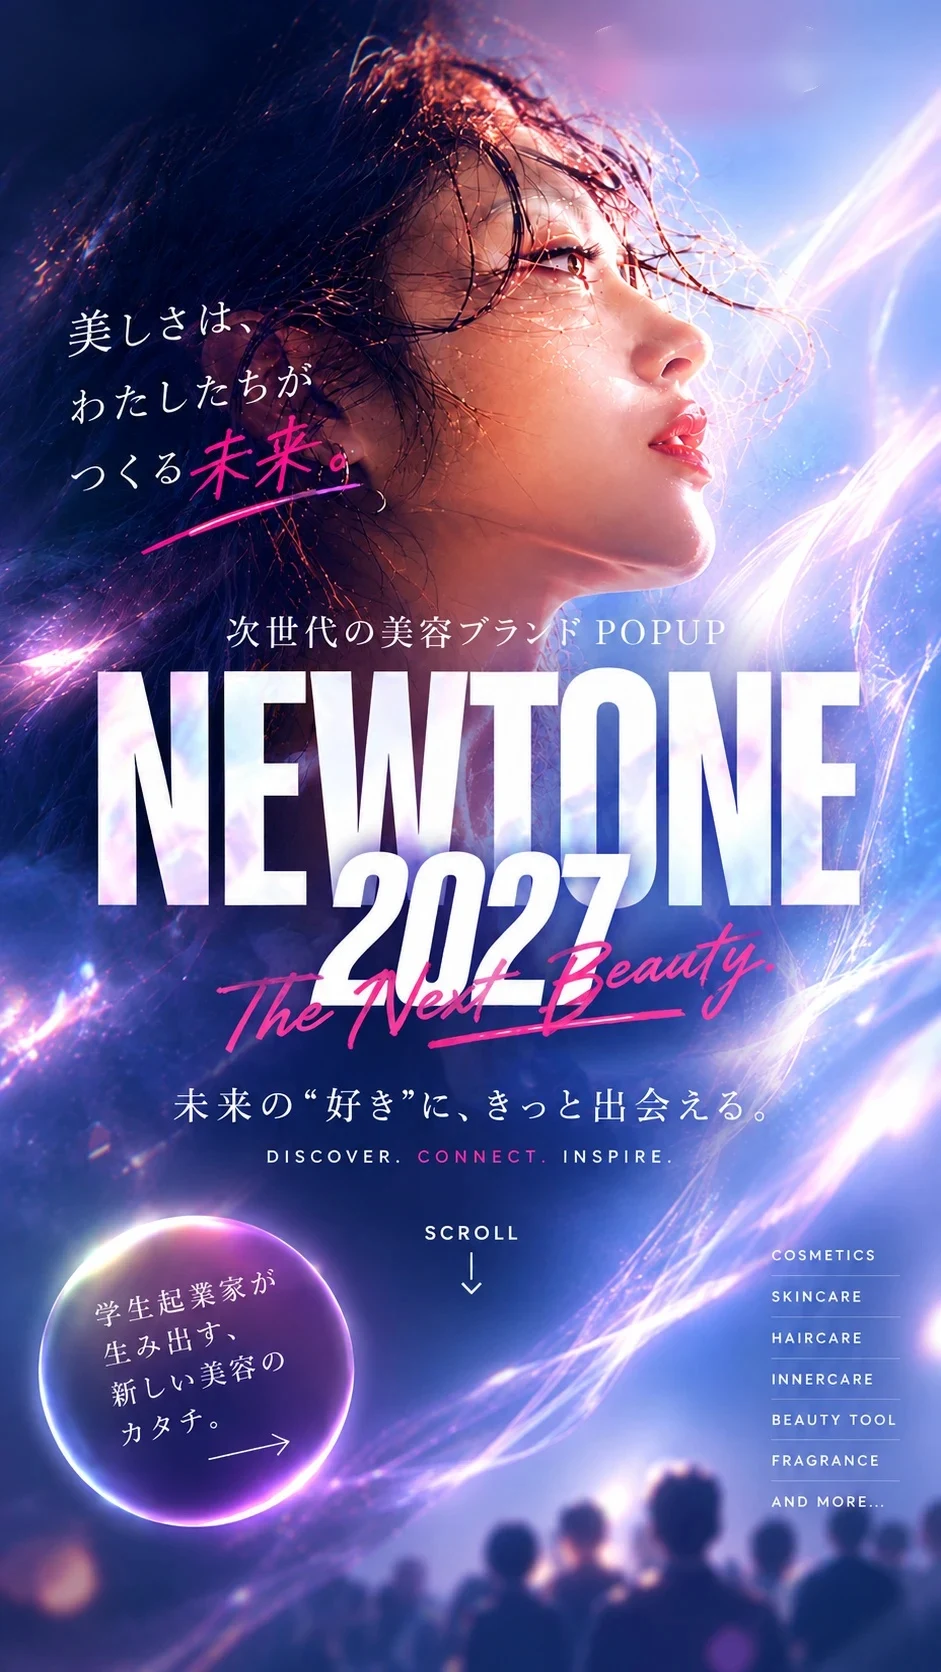 美しさは、
わたしたちが
つくる未来。
次世代の美容ブランド POPUP
NEWTONE
2027
The Next Beauty.
未来の“好き”に、きっと出会える。
DISCOVER. CONNECT. INSPIRE.
SCROLL
学生起業家が
生み出す、
新しい美容の
カタチ。
COSMETICS
SKINCARE
HAIRCARE
INNERCARE
BEAUTY TOOL
FRAGRANCE
AND MORE...